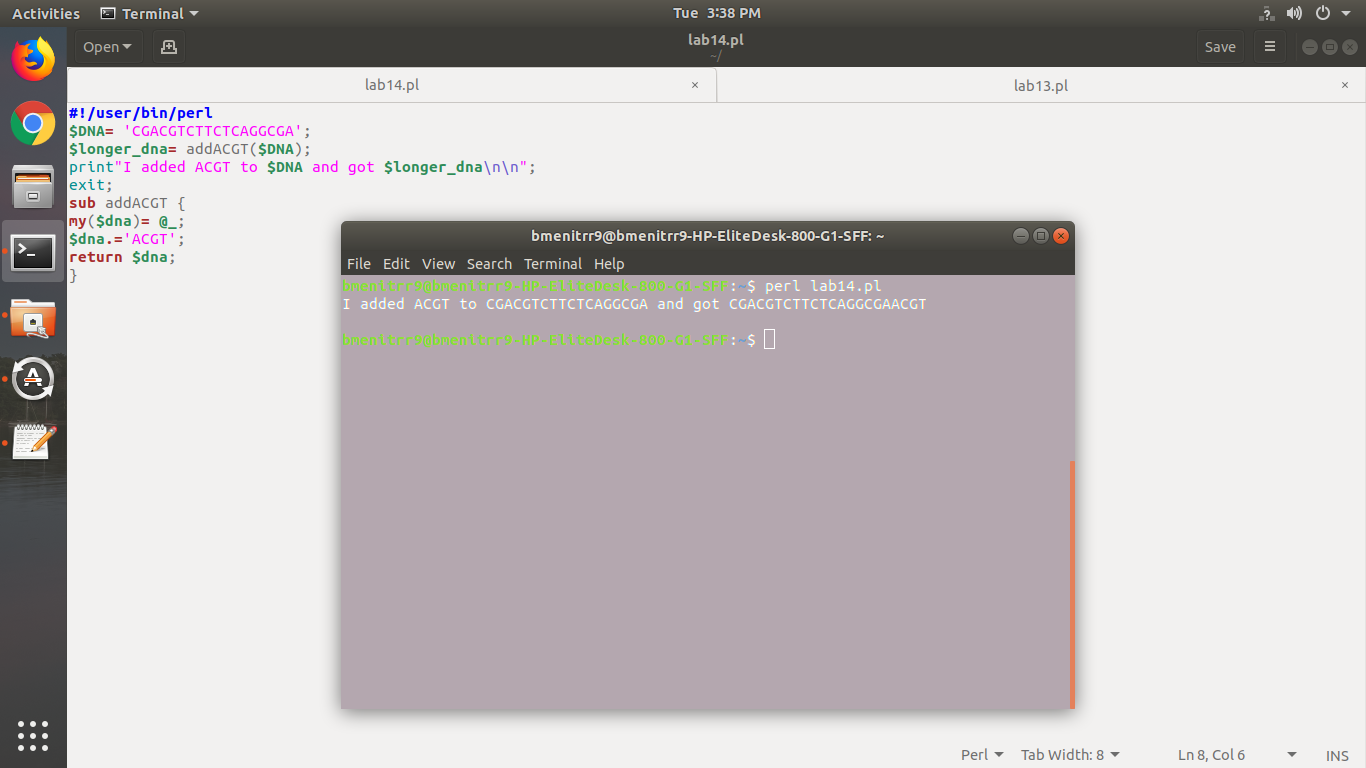 Activities Terminal Tue 3:38 PM
Open lab14.pl Save
~/
lab14.pl × lab13.pl ×
#!/user/bin/perl
$DNA= 'CGACGTCTTCTCAGGCGA';
$longer_dna= addACGT($DNA);
print"I added ACGT to $DNA and got $longer_dna\n\n";
exit;
sub addACGT {
my($dna)= @_;
$dna.='ACGT';
return $dna;
}
bmenitrr9@bmenitrr9-HP-EliteDesk-800-G1-SFF: ~
File Edit View Search Terminal Help
bmenitrr9@bmenitrr9-HP-EliteDesk-800-G1-SFF:~$ perl lab14.pl
I added ACGT to CGACGTCTTCTCAGGCGA and got CGACGTCTTCTCAGGCGAACGT
bmenitrr9@bmenitrr9-HP-EliteDesk-800-G1-SFF:~$
Perl Tab Width: 8 Ln 8, Col 6 INS